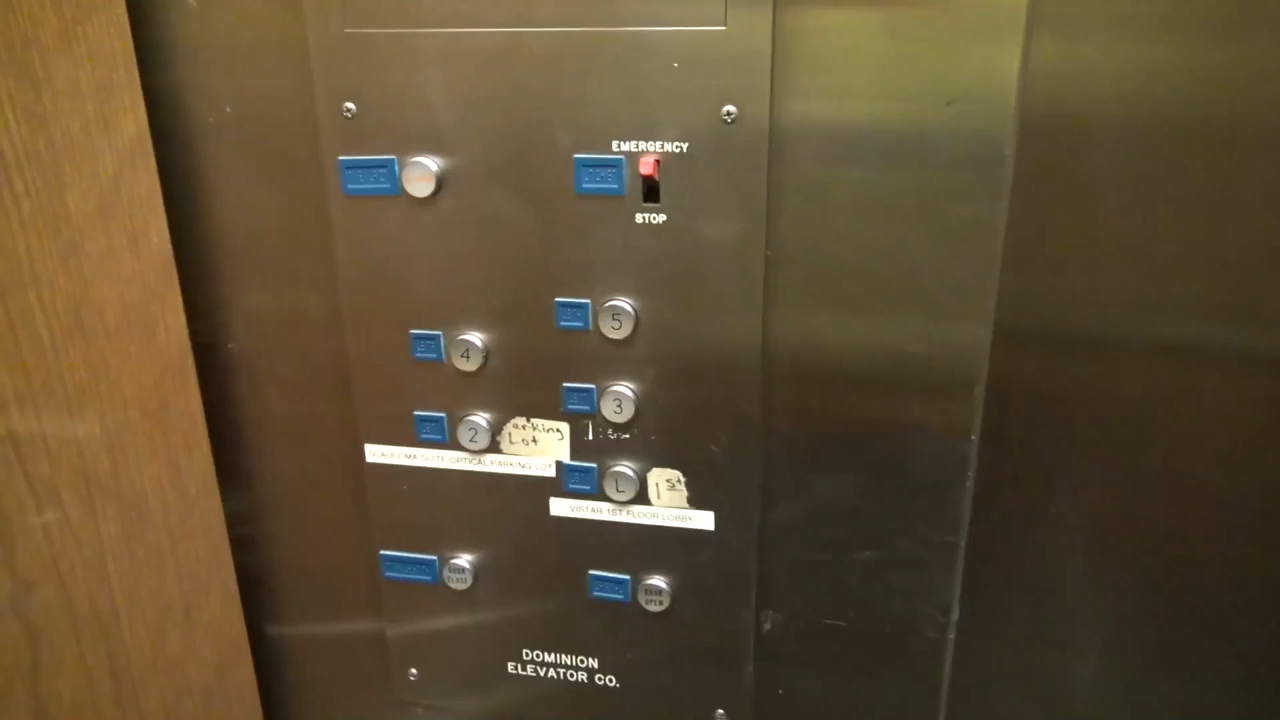 EMERGENCY
STOP
5
4
3
2
arking
Lot
GLAUCOMA SUITE OPTICAL/PARKING LOT
L
1st
VISTAR 1ST FLOOR LOBBY
DOOR
CLOSE
DOOR
OPEN
DOMINION
ELEVATOR CO.